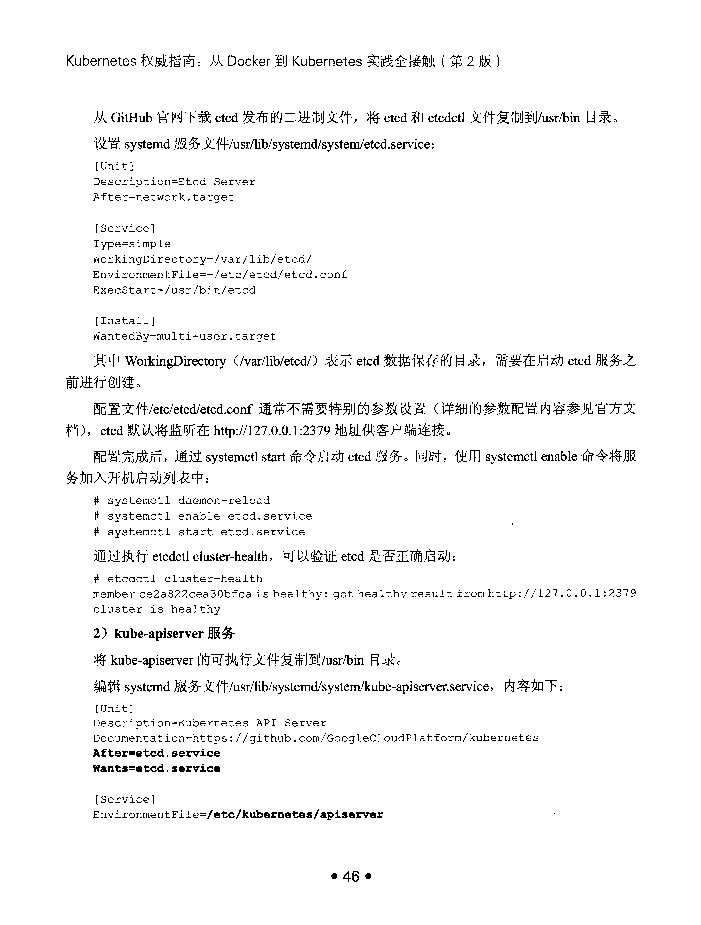 Kubernetes 权威指南：从 Docker 到 Kubernetes 实践全接触（第 2 版）
从 GitHub 官网下载 etcd 发布的二进制文件，将 etcd 和 etcdctl 文件复制到/usr/bin 目录。
设置 systemd 服务文件/usr/lib/systemd/system/etcd.service：
[Unit]
Description=Etcd Server
After=network.target
[Service]
Type=simple
WorkingDirectory=/var/lib/etcd/
EnvironmentFile=-/etc/etcd/etcd.conf
ExecStart=/usr/bin/etcd
[Install]
WantedBy=multi-user.target
其中 WorkingDirectory（/var/lib/etcd/）表示 etcd 数据保存的目录，需要在启动 etcd 服务之
前进行创建。
配置文件/etc/etcd/etcd.conf 通常不需要特别的参数设置（详细的参数配置内容参见官方文
档），etcd 默认将监听在 http://127.0.0.1:2379 地址供客户端连接。
配置完成后，通过 systemctl start 命令启动 etcd 服务。同时，使用 systemctl enable 命令将服
务加入开机启动列表中：
# systemctl daemon-reload
# systemctl enable etcd.service
# systemctl start etcd.service
通过执行 etcdctl cluster-health，可以验证 etcd 是否正确启动：
# etcdctl cluster-health
member ce2a822cea30bfca is healthy: got healthy result from http://127.0.0.1:2379
cluster is healthy
2）kube-apiserver 服务
将 kube-apiserver 的可执行文件复制到/usr/bin 目录。
编辑 systemd 服务文件/usr/lib/systemd/system/kube-apiserver.service，内容如下：
[Unit]
Description=Kubernetes API Server
Documentation=https://github.com/GoogleCloudPlatform/kubernetes
After=etcd.service
Wants=etcd.service
[Service]
EnvironmentFile=/etc/kubernetes/apiserver
• 46 •